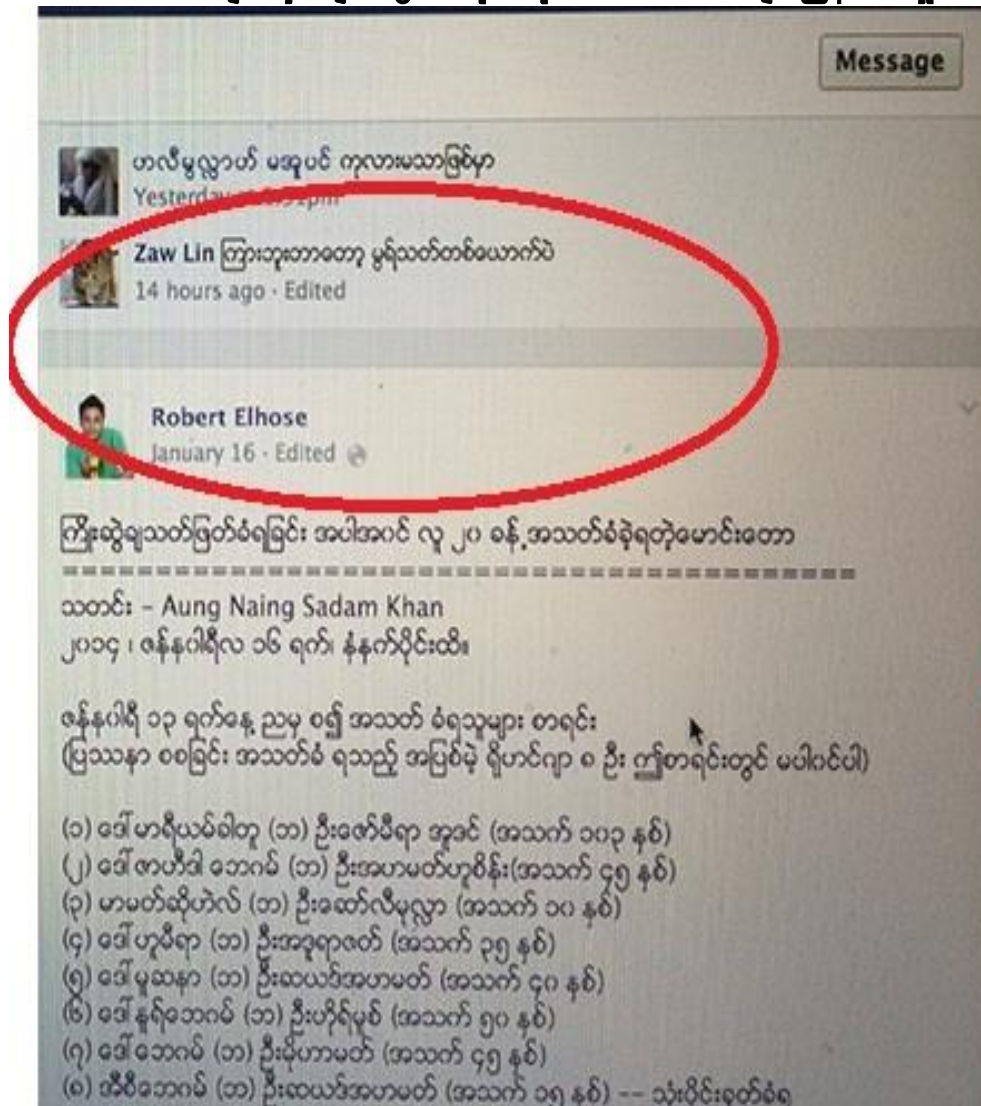 Message
ဟလီမွလ္လာဟ် မအူပင် ကုလားမသာဖြစ်မှာ
Yesterday
Zaw Lin ကြားဘူးတာတော့ မွရ်သတ်တစ်ယောက်ပဲ
14 hours ago · Edited
Robert Elhose
January 16 · Edited
ကြိုးဆွဲချသတ်ဖြတ်ခံရခြင်း အပါအဝင် လူ ၂၀ ခန့် အသတ်ခံခဲ့ရတဲ့မောင်းတော
====================================================
သတင်း – Aung Naing Sadam Khan
၂၀၁၄ ၊ ဇန်နဝါရီလ ၁၆ ရက်၊ နံနက်ပိုင်းထိ။
ဇန်နဝါရီ ၁၃ ရက်နေ့ ညမှ စ၍ အသတ် ခံရသူများ စာရင်း
(ပြဿနာ စစခြင်း အသတ်ခံ ရသည့် အပြစ်မဲ့ ရိုဟင်ဂျာ ၈ ဦး ဤစာရင်းတွင် မပါဝင်ပါ)
(၁) ဒေါ်မာရီယမ်ခါတူ (ဘ) ဦးဇော်မီရာ အူဒင် (အသက် ၁၀၃ နှစ်)
(၂) ဒေါ်ဇာဟီဒါ ဘေဂမ် (ဘ) ဦးအဟမတ်ဟူစိန်း(အသက် ၄၅ နှစ်)
(၃) မာမတ်ဆိုဟဲလ် (ဘ) ဦးဆော်လီမုလ္လာ (အသက် ၁၀ နှစ်)
(၄) ဒေါ်ဟူမီရာ (ဘ) ဦးအဒူရာဇတ် (အသက် ၃၅ နှစ်)
(၅) ဒေါ်မူဆနာ (ဘ) ဦးဆယဒ်အဟာမတ် (အသက် ၄၀ နှစ်)
(၆) ဒေါ်နူရ်ဘေဂမ် (ဘ) ဦးဟိုရ်မုစ် (အသက် ၅၀ နှစ်)
(၇) ဒေါ်ဘေဂမ် (ဘ) ဦးမိုဟာမတ် (အသက် ၄၅ နှစ်)
(၈) အီစီဘေဂမ် (ဘ) ဦးဆယဒ်အဟာမတ် (အသက် ၁၅ နှစ်) -- သုံးပိုင်းခုတ်ခံရ